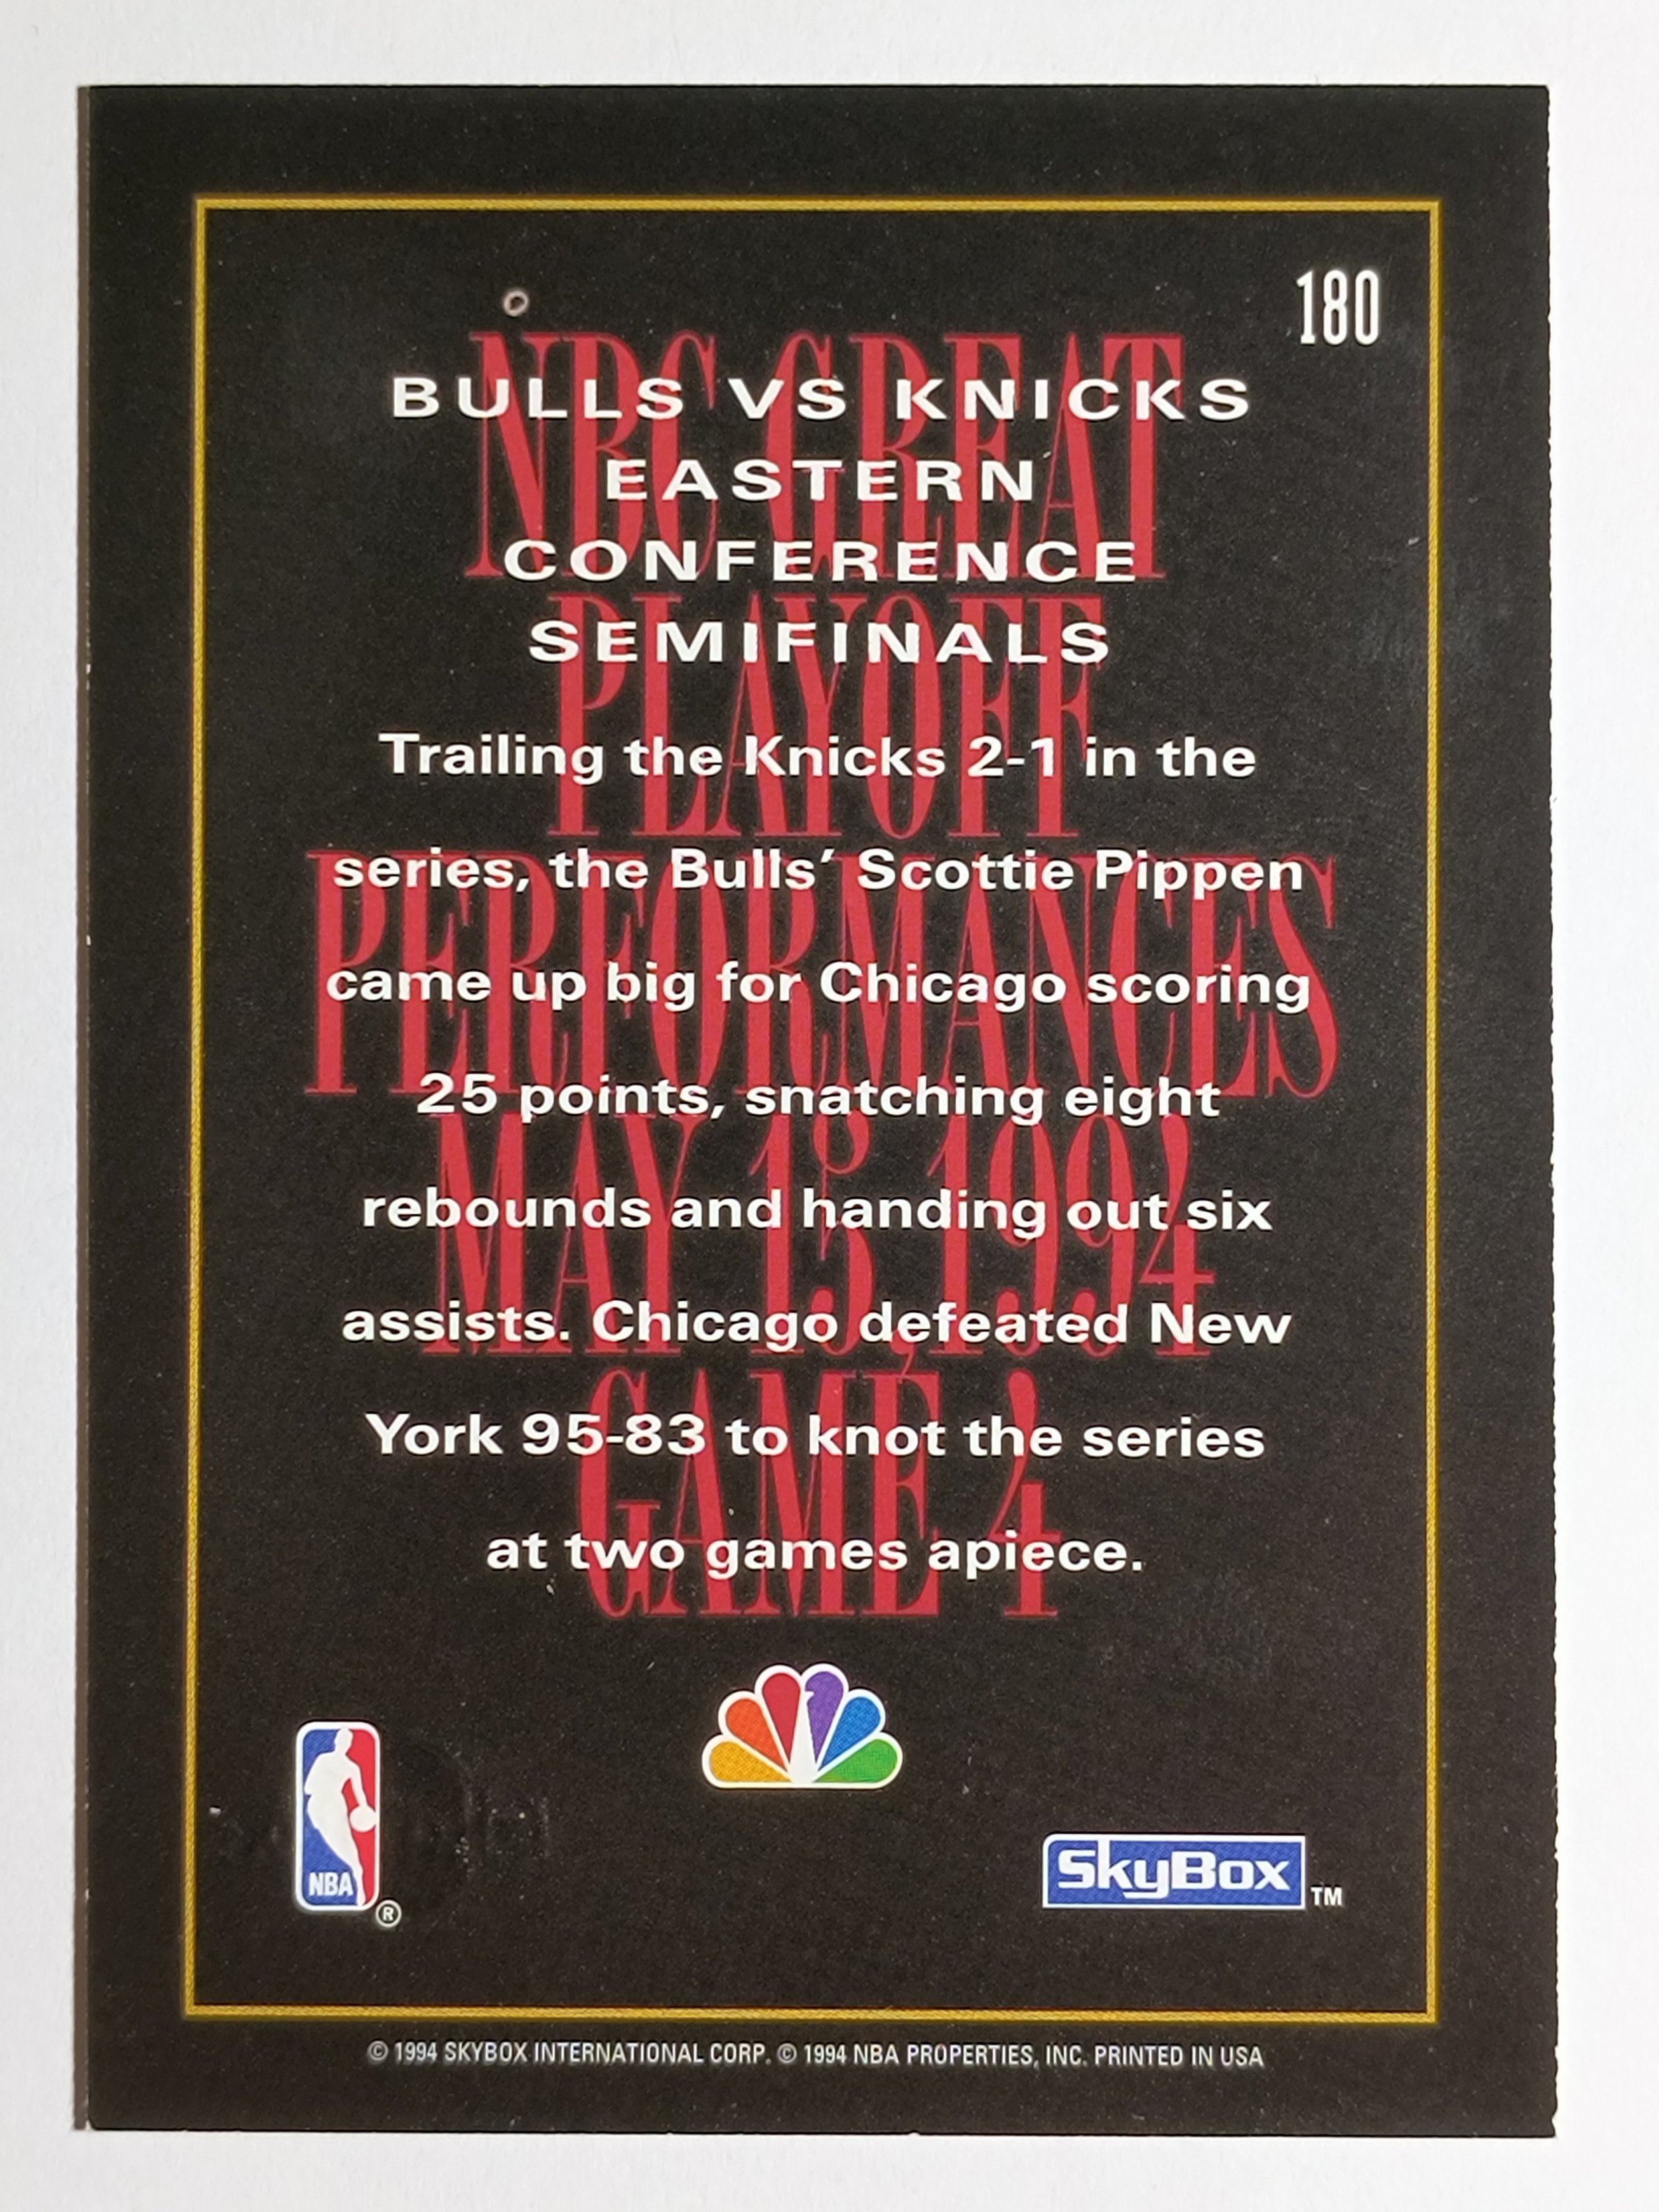 180
NBC GREAT
PLAYOFF
PERFORMANCES
MAY 15, 1994
GAME 4
BULLS VS KNICKS
EASTERN
CONFERENCE
SEMIFINALS
Trailing the Knicks 2-1 in the
series, the Bulls' Scottie Pippen
came up big for Chicago scoring
25 points, snatching eight
rebounds and handing out six
assists. Chicago defeated New
York 95-83 to knot the series
at two games apiece.
NBA ®
SkyBox TM
© 1994 SKYBOX INTERNATIONAL CORP. © 1994 NBA PROPERTIES, INC. PRINTED IN USA